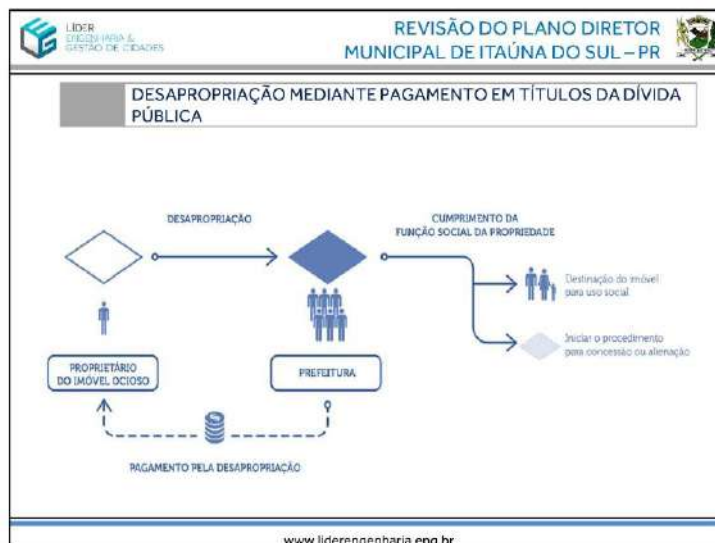 LÍDER
ENGENHARIA &
GESTÃO DE CIDADES
REVISÃO DO PLANO DIRETOR
MUNICIPAL DE ITAÚNA DO SUL – PR
DESAPROPRIAÇÃO MEDIANTE PAGAMENTO EM TÍTULOS DA DÍVIDA
PÚBLICA
DESAPROPRIAÇÃO
CUMPRIMENTO DA
FUNÇÃO SOCIAL DA PROPRIEDADE
Destinação do imóvel
para uso social
Iniciar o procedimento
para concessão ou alienação
PROPRIETÁRIO
DO IMÓVEL OCIOSO
PREFEITURA
PAGAMENTO PELA DESAPROPRIAÇÃO
www.liderengenharia.eng.br